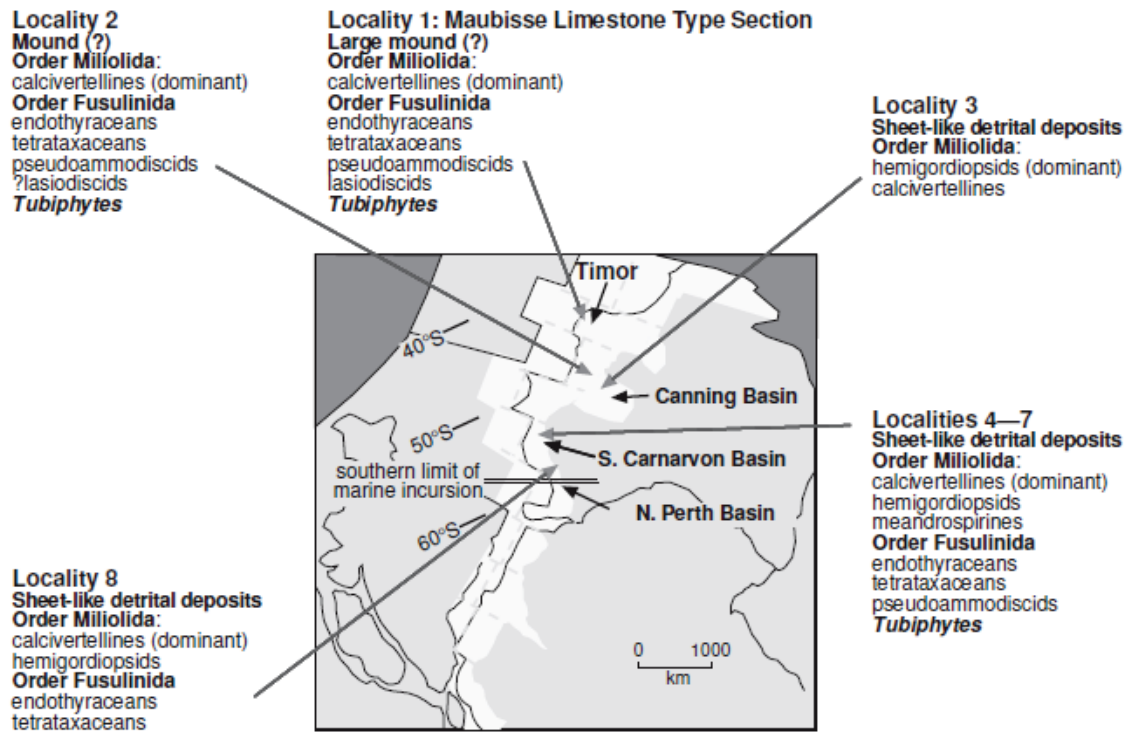 Locality 2
Mound (?)
Order Miliolida:
calcivertellines (dominant)
Order Fusulinida
endothyraceans
tetrataxaceans
pseudoammodiscids
?lasiodiscids
Tubiphytes
Locality 1: Maubisse Limestone Type Section
Large mound (?)
Order Miliolida:
calcivertellines (dominant)
Order Fusulinida
endothyraceans
tetrataxaceans
pseudoammodiscids
lasiodiscids
Tubiphytes
Locality 3
Sheet-like detrital deposits
Order Miliolida:
hemigordiopsids (dominant)
calcivertellines
Timor
40°S
Canning Basin
50°S
S. Carnarvon Basin
southern limit of
marine incursion
N. Perth Basin
60°S
0 1000
km
Localities 4—7
Sheet-like detrital deposits
Order Miliolida:
calcivertellines (dominant)
hemigordiopsids
meandrospirines
Order Fusulinida
endothyraceans
tetrataxaceans
pseudoammodiscids
Tubiphytes
Locality 8
Sheet-like detrital deposits
Order Miliolida:
calcivertellines (dominant)
hemigordiopsids
Order Fusulinida
endothyraceans
tetrataxaceans